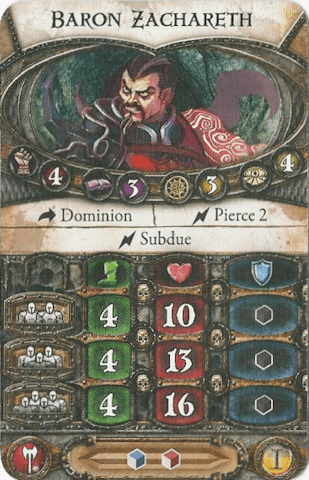 BARON ZACHARETH
4 3 3 4
Dominion Pierce 2
Subdue
4 10
4 13
4 16
I